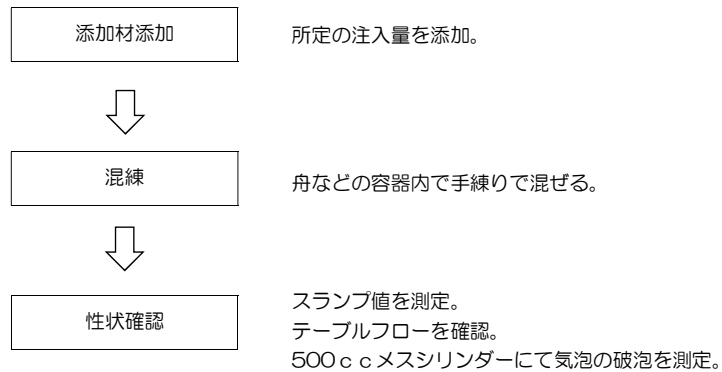 添加材添加
所定の注入量を添加。
混練
舟などの容器内で手練りで混ぜる。
性状確認
スランプ値を測定。
テーブルフローを確認。
500ccメスシリンダーにて気泡の破泡を測定。